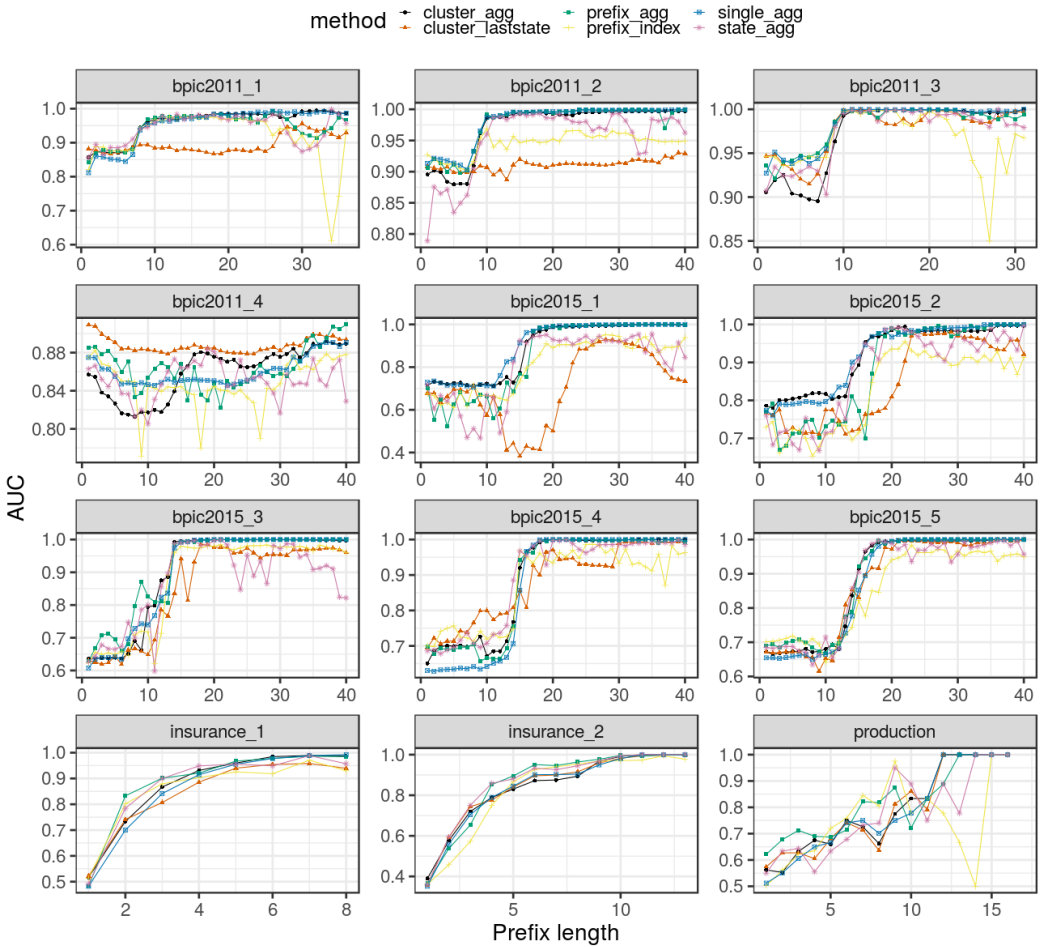 method cluster_agg prefix_agg single_agg
cluster_laststate prefix_index state_agg
bpic2011_1 bpic2011_2 bpic2011_3
1.0 0.9 0.8 0.7 0.6
0 10 20 30
1.00 0.95 0.90 0.85 0.80
0 10 20 30 40
1.00 0.95 0.90 0.85
0 10 20 30
bpic2011_4 bpic2015_1 bpic2015_2
0.88 0.84 0.80
0 10 20 30 40
1.0 0.8 0.6 0.4
0 10 20 30 40
1.0 0.9 0.8 0.7
0 10 20 30 40
AUC
bpic2015_3 bpic2015_4 bpic2015_5
1.0 0.9 0.8 0.7 0.6
0 10 20 30 40
1.0 0.9 0.8 0.7
0 10 20 30 40
1.0 0.9 0.8 0.7 0.6
0 10 20 30 40
insurance_1 insurance_2 production
1.0 0.9 0.8 0.7 0.6 0.5
2 4 6 8
1.0 0.8 0.6 0.4
5 10
1.0 0.9 0.8 0.7 0.6 0.5
5 10 15
Prefix length